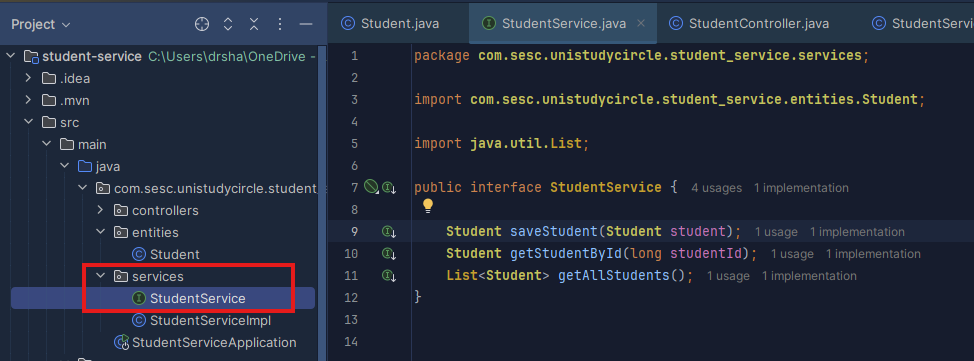 Project
student-service C:\Users\drsha\OneDrive -
.idea
.mvn
src
main
java
com.sesc.unistudycircle.student
controllers
entities
Student
services
StudentService
StudentServiceImpl
StudentServiceApplication
Student.java StudentService.java StudentController.java StudentServi
1 package com.sesc.unistudycircle.student_service.services;
2
3 import com.sesc.unistudycircle.student_service.entities.Student;
4
5 import java.util.List;
6
7 public interface StudentService { 4 usages 1 implementation
8
9 Student saveStudent(Student student); 1 usage 1 implementation
10 Student getStudentById(long studentId); 1 usage 1 implementation
11 List<Student> getAllStudents(); 1 usage 1 implementation
12 }
13
14